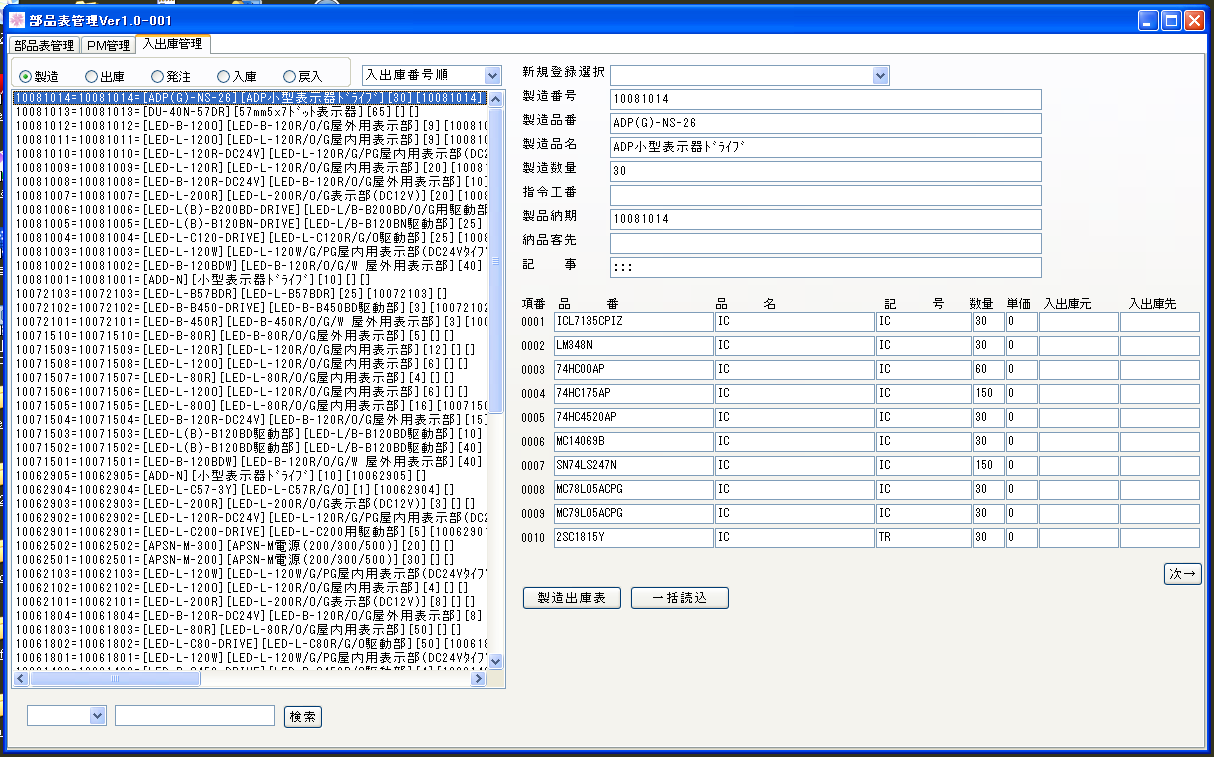 部品表管理Ver1.0-001
部品表管理 PM管理 入出庫管理
製造 出庫 発注 入庫 戻入 入出庫番号順
10081014=10081014=[ADP(G)-NS-26][ADP小型表示器ﾄﾞﾗｲﾌﾞ][30][10081014]
10081013=10081013=[DU-40N-57DR][57mm5x7ﾄﾞｯﾄ表示器][65][][]
10081012=10081012=[LED-B-120O][LED-B-120R/O/G屋外用表示部][9][10081
10081011=10081011=[LED-L-120O][LED-L-120R/O/G屋内用表示部][3][10081
10081010=10081010=[LED-L-120R-DC24V][LED-L-120R/G/PG屋内用表示部(DC2
10081009=10081009=[LED-L-120R][LED-L-120R/O/G屋内用表示部][20][1008
10081008=10081008=[LED-B-120R-DC24V][LED-B-120R/O/G屋外用表示部][10]
10081007=10081007=[LED-L-200R][LED-L-200R/O/G表示部(DC12V)][20][1008
10081006=10081006=[LED-L(B)-B200BD-DRIVE][LED-L/B-B200BD/O/G用駆動部
10081005=10081005=[LED-L(B)-B120BN-DRIVE][LED-L/B-B120BN駆動部][25]
10081004=10081004=[LED-L-C120-DRIVE][LED-L-C120R/G/O駆動部][25][1008
10081003=10081003=[LED-L-120W][LED-L-120W/G/PG屋内用表示部(DC24Vﾀｲﾌﾟ
10081002=10081002=[LED-B-120BDW][LED-B-120R/O/G/W 屋外用表示部][40]
10081001=10081001=[ADD-N][小型表示器ﾄﾞﾗｲﾌﾞ][10][][]
10072103=10072103=[LED-L-B57BDR][LED-L-B57BDR][25][10072103][]
10072102=10072102=[LED-B-B450-DRIVE][LED-B-B450BD駆動部][3][10072102
10072101=10072101=[LED-B-450R][LED-B-450R/O/G/W 屋外用表示部][3][100
10071510=10071510=[LED-B-80R][LED-B-80R/O/G屋外用表示部][5][][]
10071509=10071509=[LED-L-120R][LED-L-120R/O/G屋内用表示部][12][][]
10071508=10071508=[LED-L-120O][LED-L-120R/O/G屋内用表示部][6][][]
10071507=10071507=[LED-L-80R][LED-L-80R/O/G屋内用表示部][4][][]
10071506=10071506=[LED-L-120O][LED-L-120R/O/G屋内用表示部][6][][]
10071505=10071505=[LED-L-80O][LED-L-80R/O/G屋内用表示部][16][1007150
10071504=10071504=[LED-B-120R-DC24V][LED-B-120R/O/G屋外用表示部][15]
10071503=10071503=[LED-L(B)-B120BD駆動部][LED-L/B-B120BD駆動部][10]
10071502=10071502=[LED-L(B)-B120BD駆動部][LED-L/B-B120BD駆動部][40]
10071501=10071501=[LED-B-120BDW][LED-B-120R/O/G/W 屋外用表示部][40]
10062905=10062905=[ADD-N][小型表示器ﾄﾞﾗｲﾌﾞ][10][10062905][]
10062904=10062904=[LED-L-C57-3Y][LED-L-C57R/G/O][1][10062904][]
10062903=10062903=[LED-L-200R][LED-L-200R/O/G表示部(DC12V)][3][][]
10062902=10062902=[LED-L-120R-DC24V][LED-L-120R/G/PG屋内用表示部(DC2
10062901=10062901=[LED-L-C200-DRIVE][LED-L-C200用駆動部][5][1006290
10062502=10062502=[APSN-M-300][APSN-M電源(200/300/500)][20][][]
10062501=10062501=[APSN-M-200][APSN-M電源(200/300/500)][30][][]
10062103=10062103=[LED-L-120W][LED-L-120W/G/PG屋内用表示部(DC24Vﾀｲﾌﾟ
10062102=10062102=[LED-L-120O][LED-L-120R/O/G屋内用表示部][4][][]
10062101=10062101=[LED-L-200R][LED-L-200R/O/G表示部(DC12V)][8][][]
10061804=10061804=[LED-B-120R-DC24V][LED-B-120R/O/G屋外用表示部][8]
10061803=10061803=[LED-L-80R][LED-L-80R/O/G屋内用表示部][50][][]
10061802=10061802=[LED-L-C80-DRIVE][LED-L-C80R/G/O駆動部][50][100618
10061801=10061801=[LED-L-120W][LED-L-120W/G/PG屋内用表示部(DC24Vﾀｲﾌﾟ
検索
新規登録選択
製造番号 10081014
製造品番 ADP(G)-NS-26
製造品名 ADP小型表示器ﾄﾞﾗｲﾌﾞ
製造数量 30
指令工番
製品納期 10081014
納品客先
記 事 :::
項番 品 番 品 名 記 号 数量 単価 入出庫元 入出庫先
0001 ICL7135CPIZ IC IC 30 0
0002 LM348N IC IC 30 0
0003 74HC00AP IC IC 60 0
0004 74HC175AP IC IC 150 0
0005 74HC4520AP IC IC 30 0
0006 MC14069B IC IC 30 0
0007 SN74LS247N IC IC 150 0
0008 MC78L05ACPG IC IC 30 0
0009 MC79L05ACPG IC IC 30 0
0010 2SC1815Y IC TR 30 0
次→
製造出庫表 一括読込